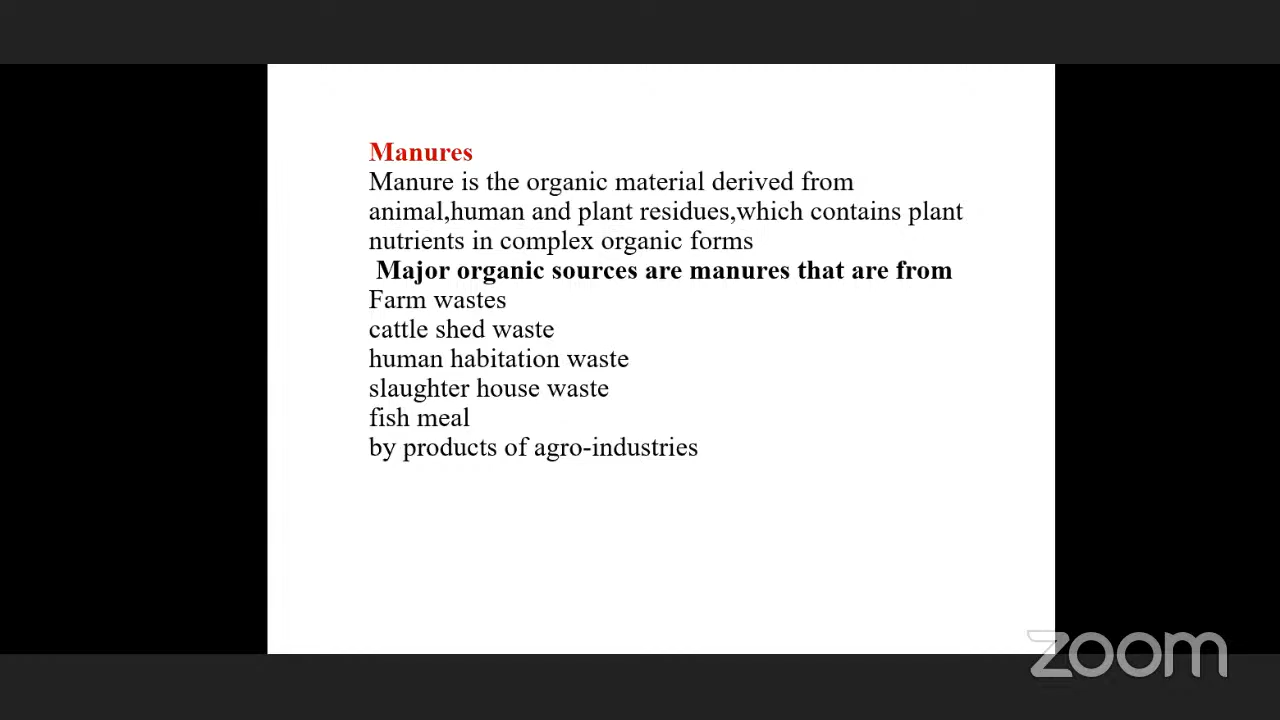 Manures
Manure is the organic material derived from
animal,human and plant residues,which contains plant
nutrients in complex organic forms
Major organic sources are manures that are from
Farm wastes
cattle shed waste
human habitation waste
slaughter house waste
fish meal
by products of agro-industries
zoom